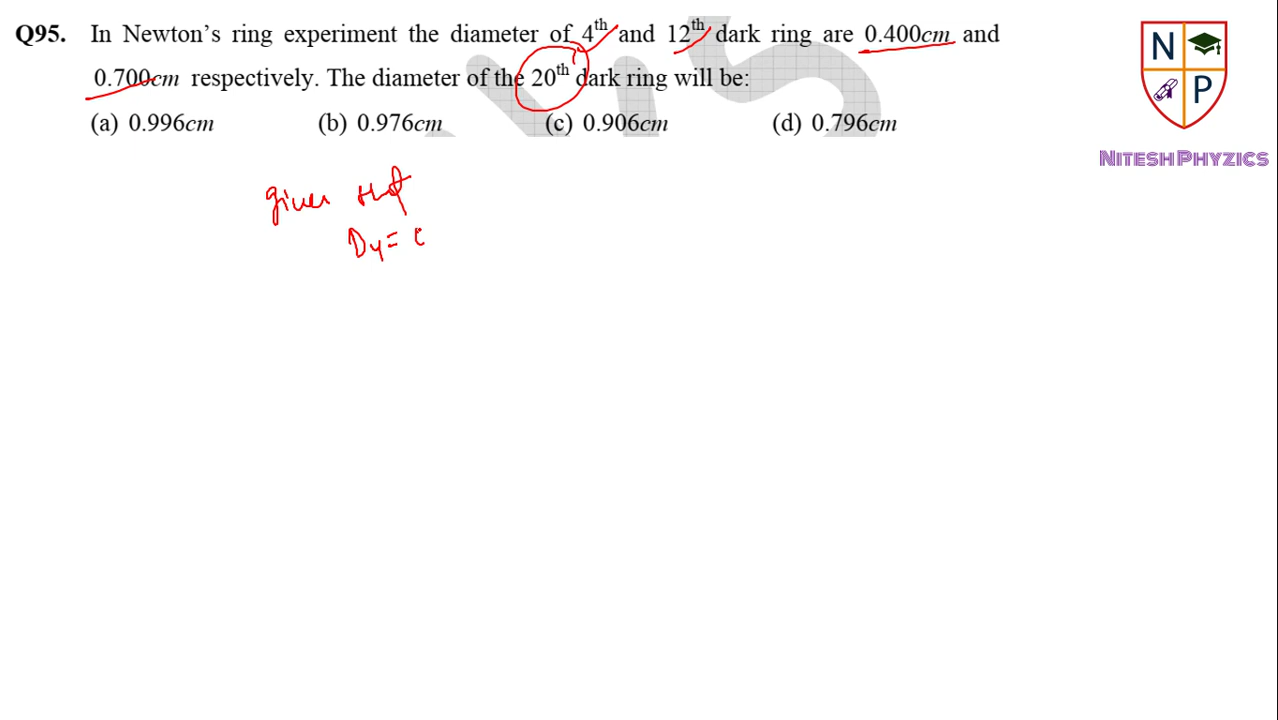 Q95. In Newton's ring experiment the diameter of 4th and 12th dark ring are 0.400cm and
0.700cm respectively. The diameter of the 20th dark ring will be:
(a) 0.996cm (b) 0.976cm (c) 0.906cm (d) 0.796cm
N
P
NITESH PHYZICS
given that
D4 =